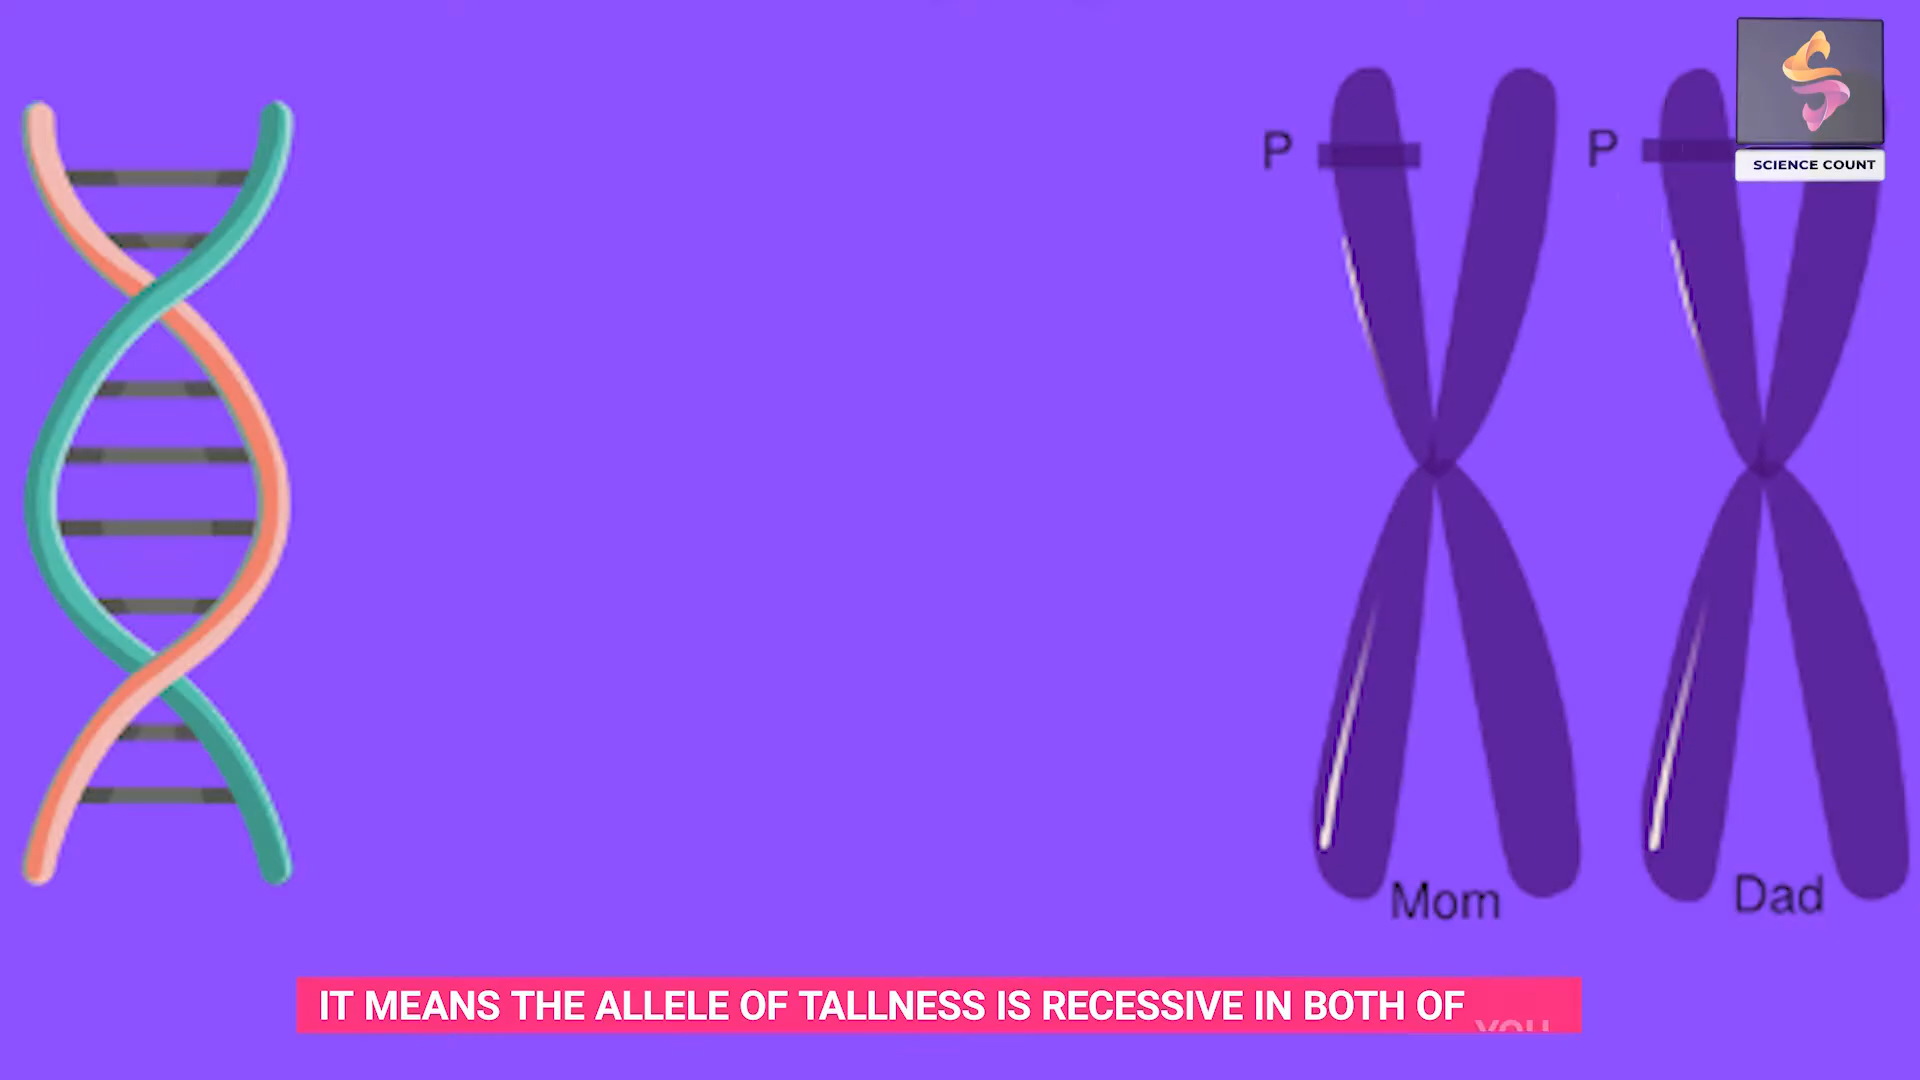 P
P
SCIENCE COUNT
Mom
Dad
IT MEANS THE ALLELE OF TALLNESS IS RECESSIVE IN BOTH OF